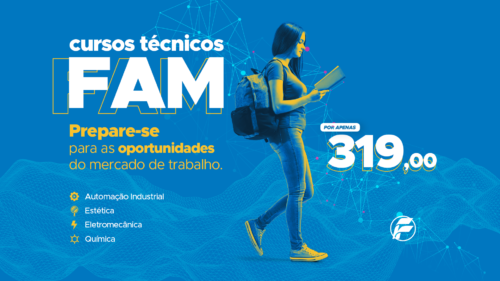 cursos técnicos
FAM
Prepare-se
para as oportunidades
do mercado de trabalho.
Automação Industrial
Estética
Eletromecânica
Química
POR APENAS
319,00